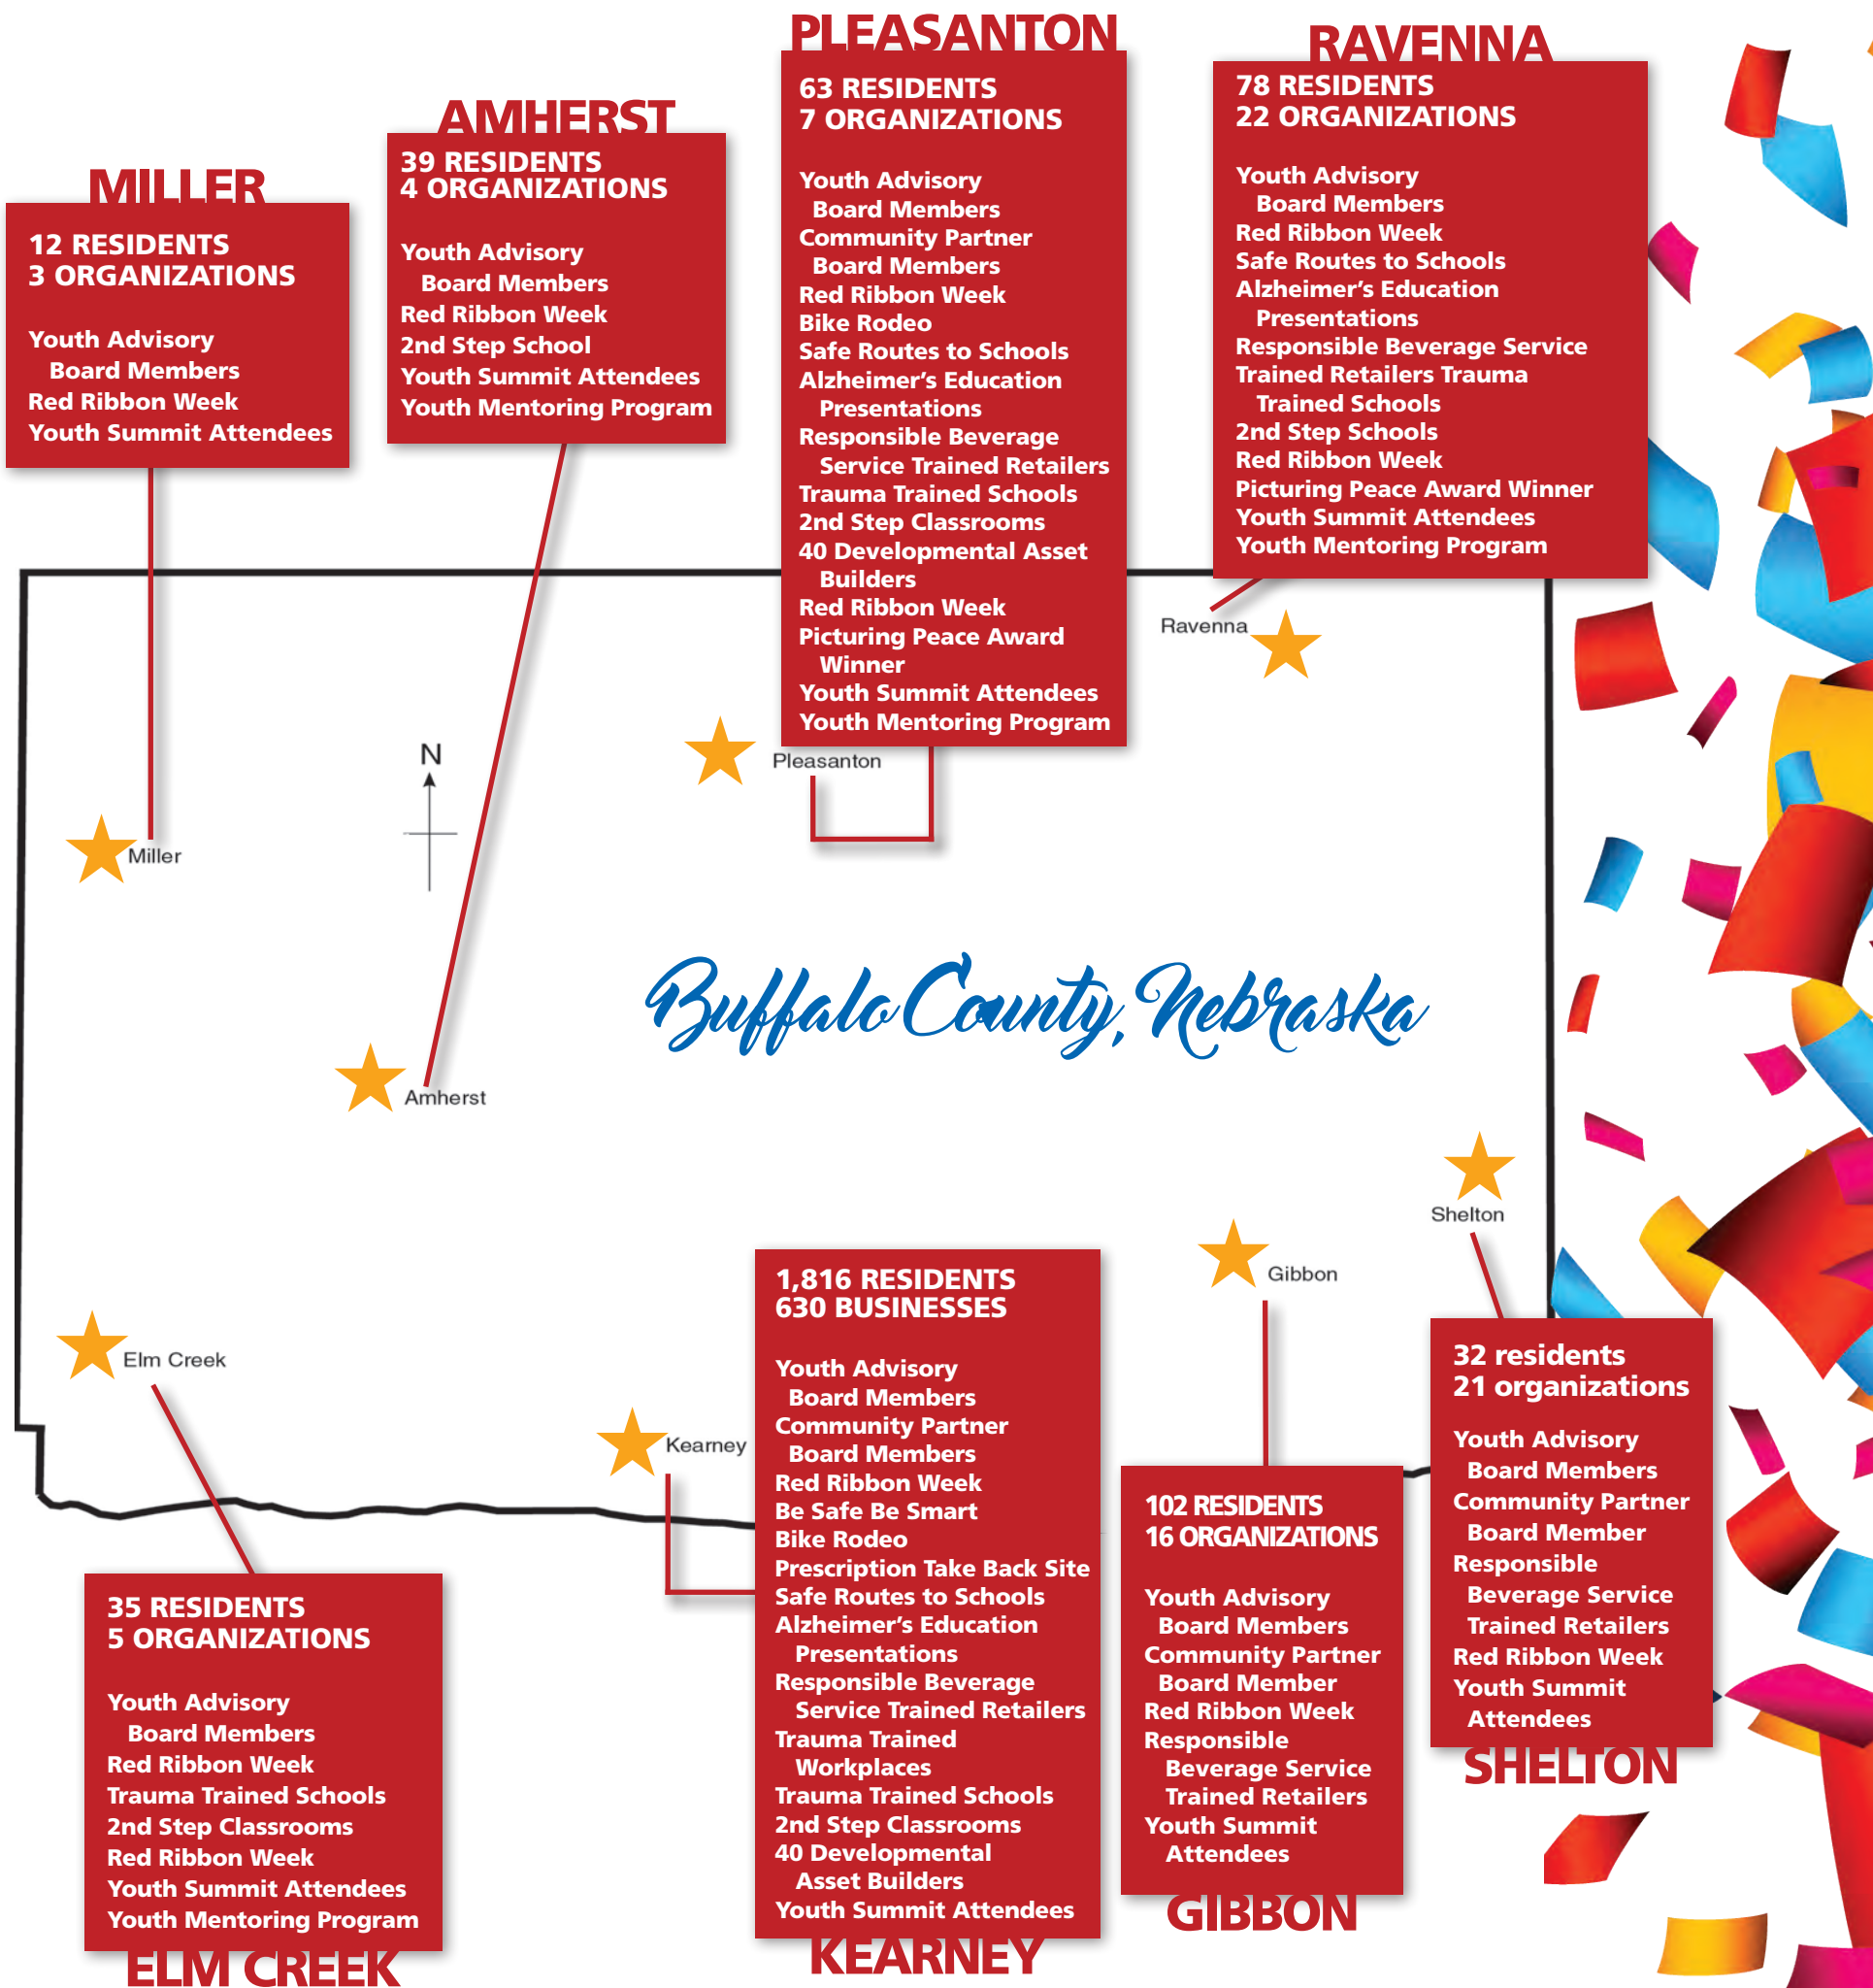 MILLER
12 RESIDENTS
3 ORGANIZATIONS
Youth Advisory
Board Members
Red Ribbon Week
Youth Summit Attendees
AMHERST
39 RESIDENTS
4 ORGANIZATIONS
Youth Advisory
Board Members
Red Ribbon Week
2nd Step School
Youth Summit Attendees
Youth Mentoring Program
PLEASANTON
63 RESIDENTS
7 ORGANIZATIONS
Youth Advisory
Board Members
Community Partner
Board Members
Red Ribbon Week
Bike Rodeo
Safe Routes to Schools
Alzheimer’s Education
Presentations
Responsible Beverage
Service Trained Retailers
Trauma Trained Schools
2nd Step Classrooms
40 Developmental Asset
Builders
Red Ribbon Week
Picturing Peace Award
Winner
Youth Summit Attendees
Youth Mentoring Program
RAVENNA
78 RESIDENTS
22 ORGANIZATIONS
Youth Advisory
Board Members
Red Ribbon Week
Safe Routes to Schools
Alzheimer’s Education
Presentations
Responsible Beverage Service
Trained Retailers Trauma
Trained Schools
2nd Step Schools
Red Ribbon Week
Picturing Peace Award Winner
Youth Summit Attendees
Youth Mentoring Program
Ravenna
Pleasanton
N
Miller
Buffalo County, Nebraska
Amherst
Shelton
Gibbon
Elm Creek
Kearney
35 RESIDENTS
5 ORGANIZATIONS
Youth Advisory
Board Members
Red Ribbon Week
Trauma Trained Schools
2nd Step Classrooms
Red Ribbon Week
Youth Summit Attendees
Youth Mentoring Program
ELM CREEK
1,816 RESIDENTS
630 BUSINESSES
Youth Advisory
Board Members
Community Partner
Board Members
Red Ribbon Week
Be Safe Be Smart
Bike Rodeo
Prescription Take Back Site
Safe Routes to Schools
Alzheimer’s Education
Presentations
Responsible Beverage
Service Trained Retailers
Trauma Trained
Workplaces
Trauma Trained Schools
2nd Step Classrooms
40 Developmental
Asset Builders
Youth Summit Attendees
KEARNEY
102 RESIDENTS
16 ORGANIZATIONS
Youth Advisory
Board Members
Community Partner
Board Member
Red Ribbon Week
Responsible
Beverage Service
Trained Retailers
Youth Summit
Attendees
GIBBON
32 residents
21 organizations
Youth Advisory
Board Members
Community Partner
Board Member
Responsible
Beverage Service
Trained Retailers
Red Ribbon Week
Youth Summit
Attendees
SHELTON